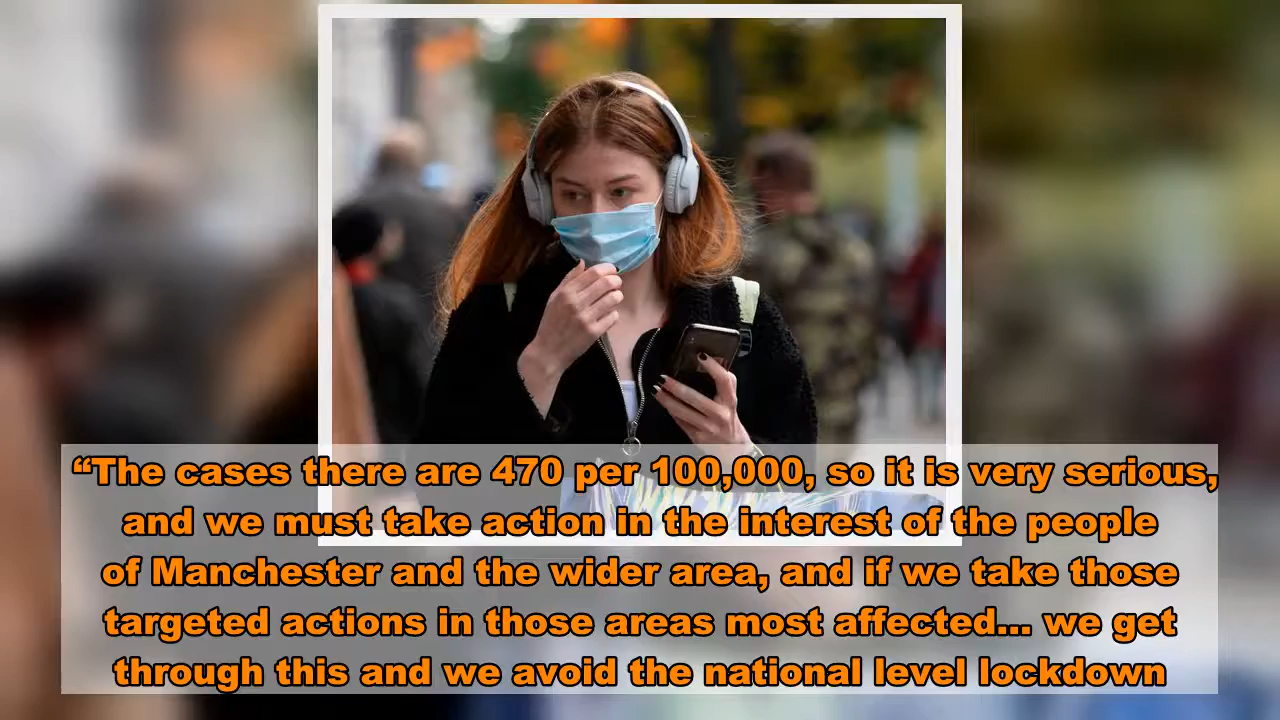 “The cases there are 470 per 100,000, so it is very serious,
and we must take action in the interest of the people
of Manchester and the wider area, and if we take those
targeted actions in those areas most affected... we get
through this and we avoid the national level lockdown